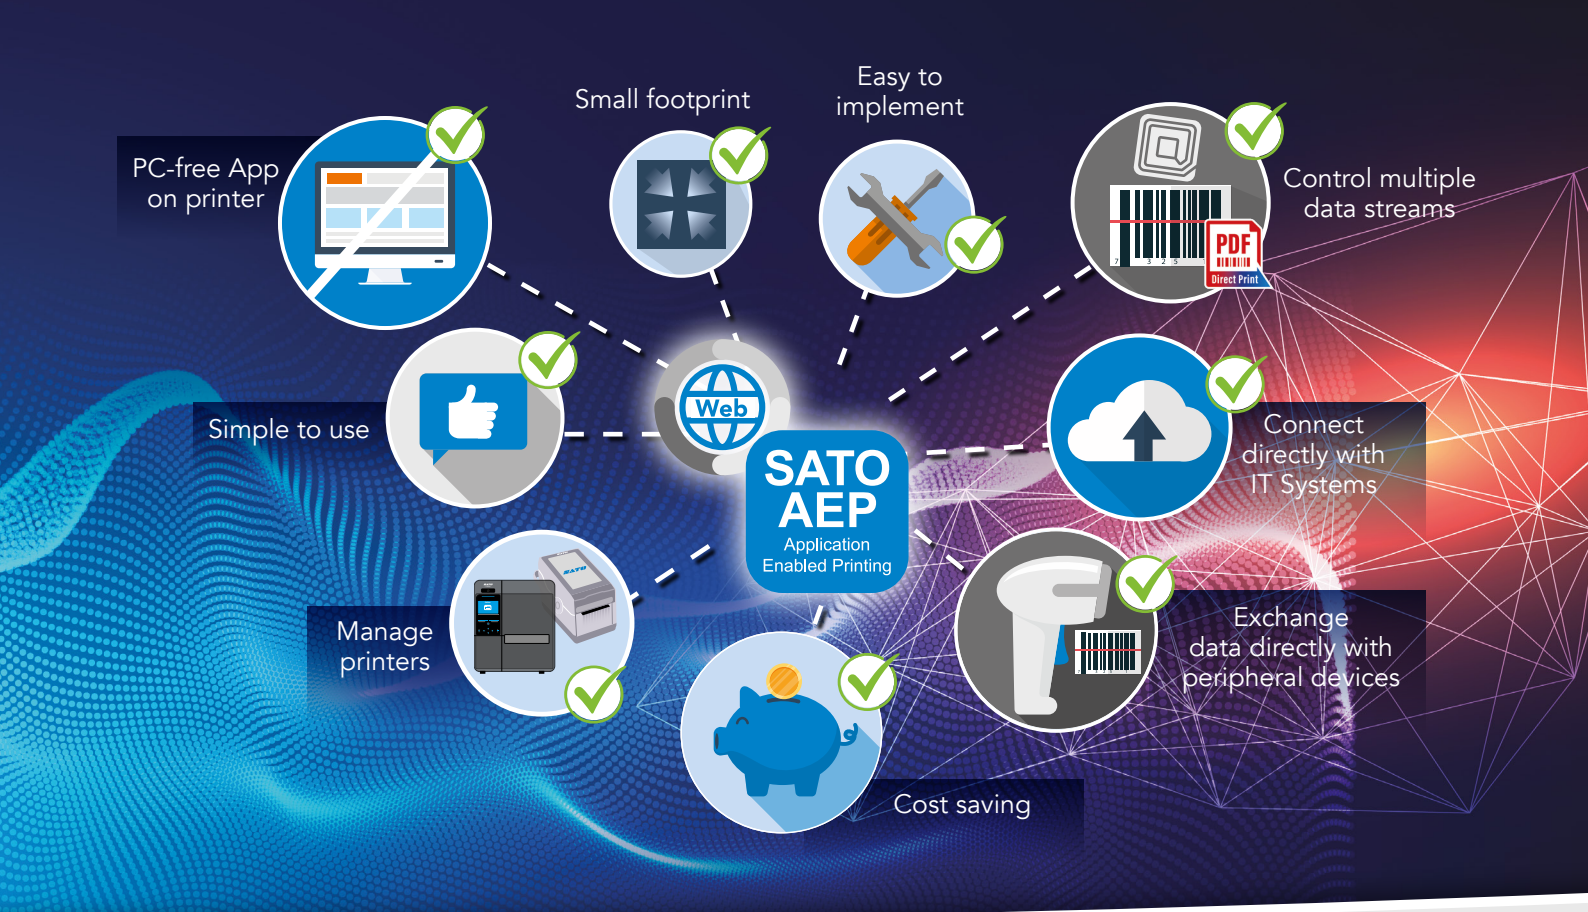 Easy to
implement
Small footprint
PC-free App
on printer
Control multiple
data streams
PDF
Direct Print
Web
Simple to use
Connect
directly with
IT Systems
SATO
AEP
Application
Enabled Printing
SATO
Manage
printers
Exchange
data directly with
peripheral devices
Cost saving